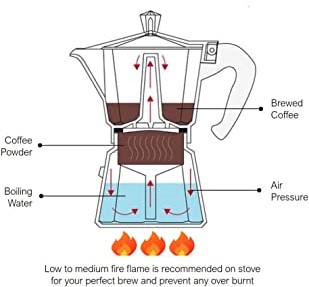 Brewed
Coffee
Coffee
Powder
Boiling
Water
Air
Pressure
Low to medium fire flame is recommended on stove
for your perfect brew and prevent any over burnt